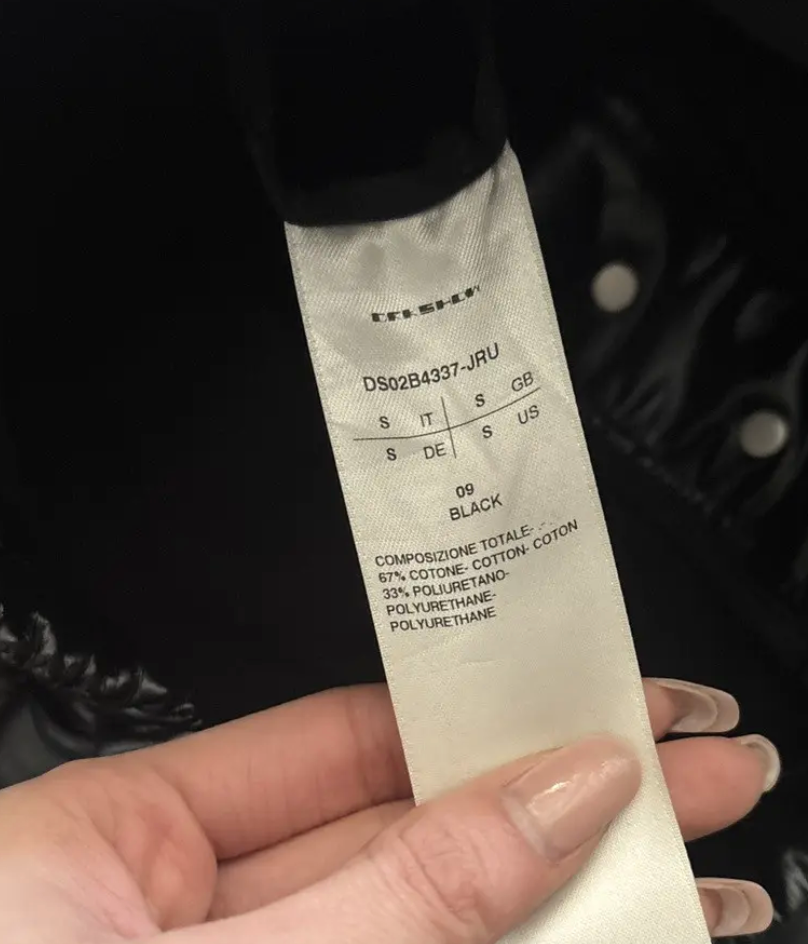 DS02B4337-JRU
S IT S GB
S DE S US
09
BLACK
COMPOSIZIONE TOTALE-
67% COTONE- COTTON- COTON
33% POLIURETANO-
POLYURETHANE-
POLYURETHANE